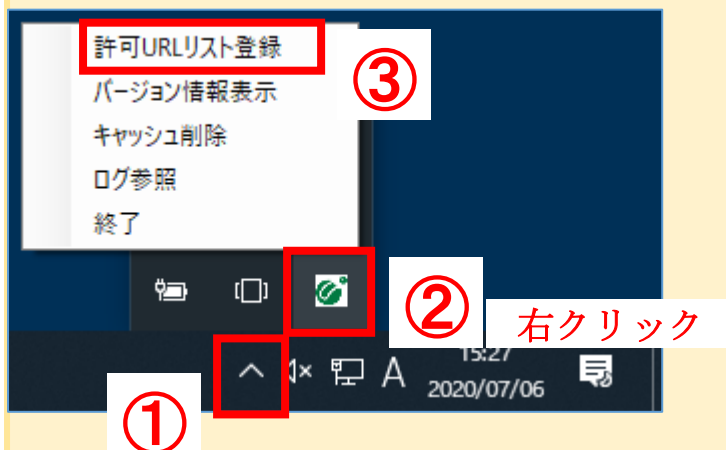 許可URLリスト登録
③
バージョン情報表示
キャッシュ削除
ログ参照
終了
②
右クリック
A
15:27
2020/07/06
①